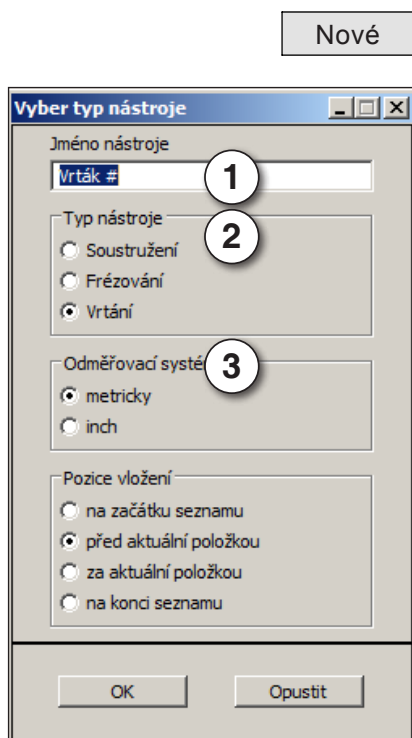 Nové
Vyber typ nástroje
Jméno nástroje
Vrták #
1
Typ nástroje
2
Soustružení
Frézování
Vrtání
Odměřovací systé
3
metricky
inch
Pozice vložení
na začátku seznamu
před aktuální položkou
za aktuální položkou
na konci seznamu
OK Opustit